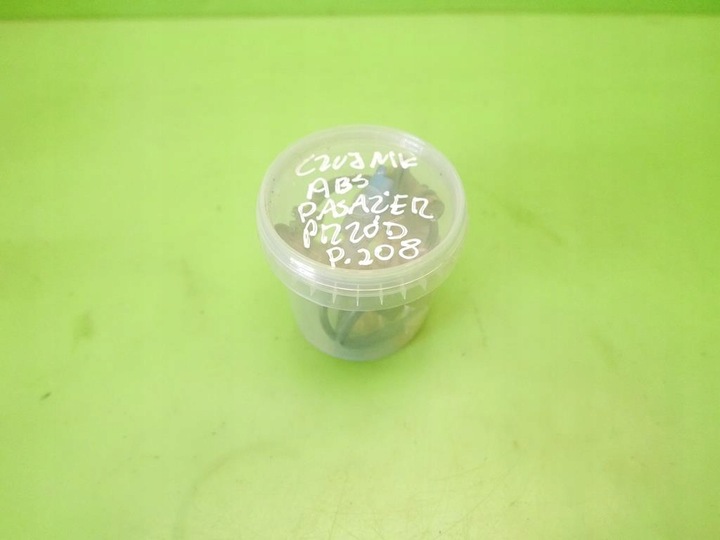 CZUJNIK
ABS
PASAŻER
PRZÓD
P.208